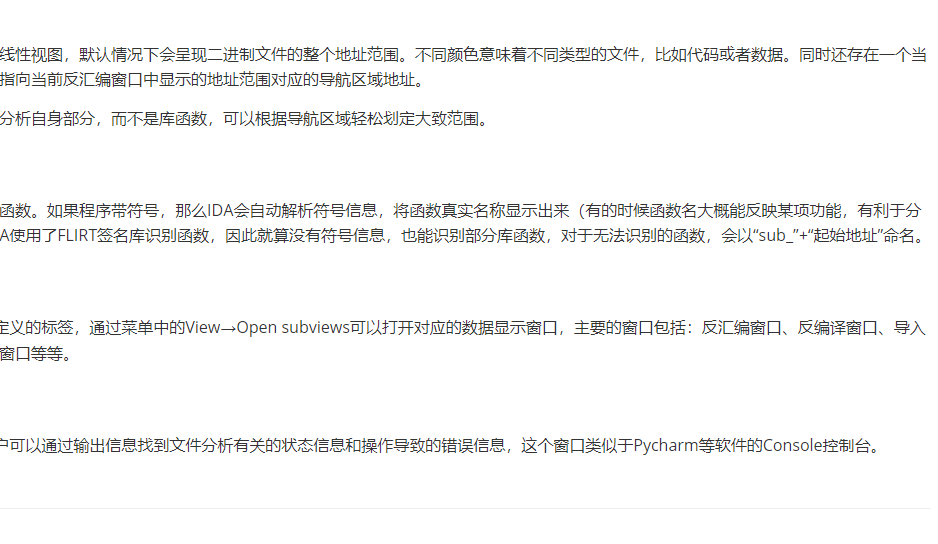 线性视图，默认情况下会呈现二进制文件的整个地址范围。不同颜色意味着不同类型的文件，比如代码或者数据。同时还存在一个当
指向当前反汇编窗口中显示的地址范围对应的导航区域地址。
分析自身部分，而不是库函数，可以根据导航区域轻松划定大致范围。
函数。如果程序带符号，那么IDA会自动解析符号信息，将函数真实名称显示出来（有的时候函数名大概能反映某项功能，有利于分
A使用了FLIRT签名库识别函数，因此就算没有符号信息，也能识别部分库函数，对于无法识别的函数，会以“sub_”+“起始地址”命名。
定义的标签，通过菜单中的View→Open subviews可以打开对应的数据显示窗口，主要的窗口包括：反汇编窗口、反编译窗口、导入
窗口等等。
户可以通过输出信息找到文件分析有关的状态信息和操作导致的错误信息，这个窗口类似于Pycharm等软件的Console控制台。